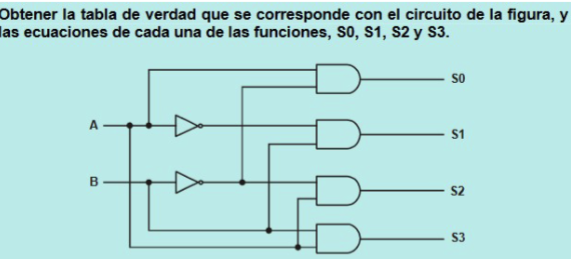 Obtener la tabla de verdad que se corresponde con el circuito de la figura, y
las ecuaciones de cada una de las funciones, S0, S1, S2 y S3.
S0
A
S1
B
S2
S3